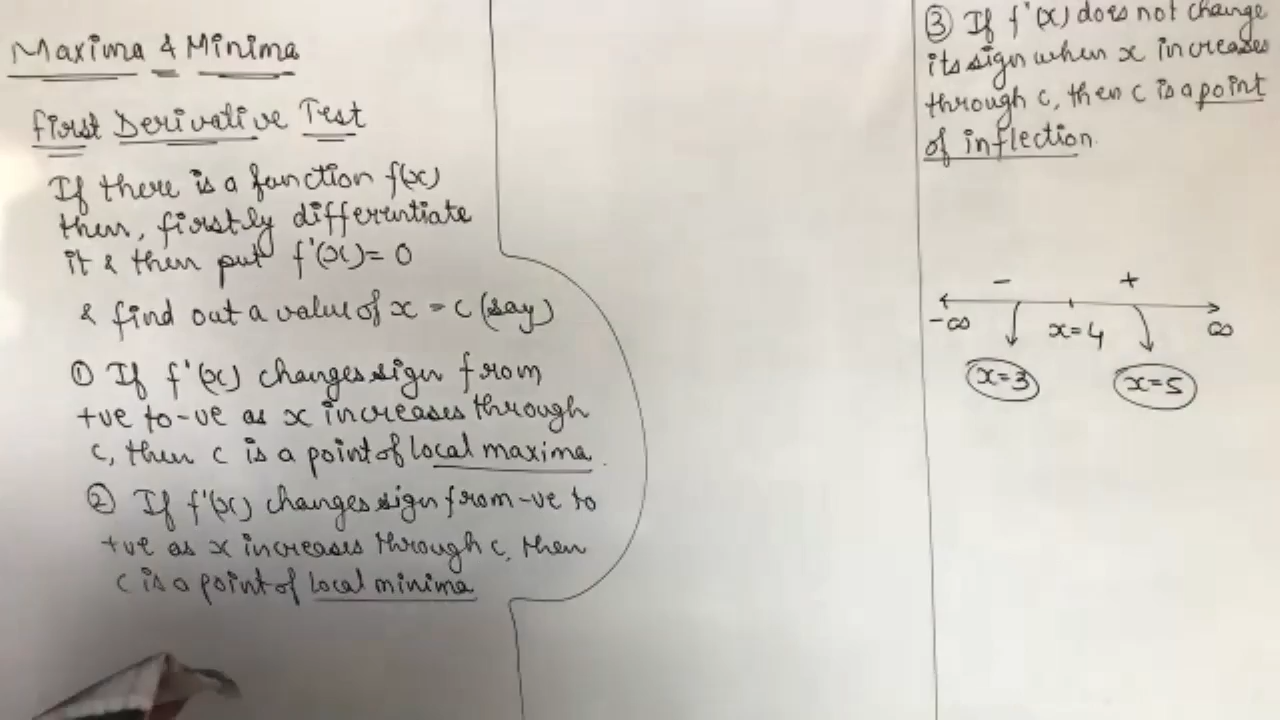 Maxima & Minima
First Derivative Test
If there is a function f(x)
then, firstly differentiate
it & then put f'(x) = 0
& find out a value of x = c (say)
① If f'(x) changes sign from
+ve to -ve as x increases through
c, then c is a point of local maxima.
② If f'(x) changes sign from -ve to
+ve as x increases through c, then
c is a point of local minima
③ If f'(x) does not change
its sign when x increases
through c, then c is a point
of inflection.
- +
-∞ x=4 ∞
x=3 x=5